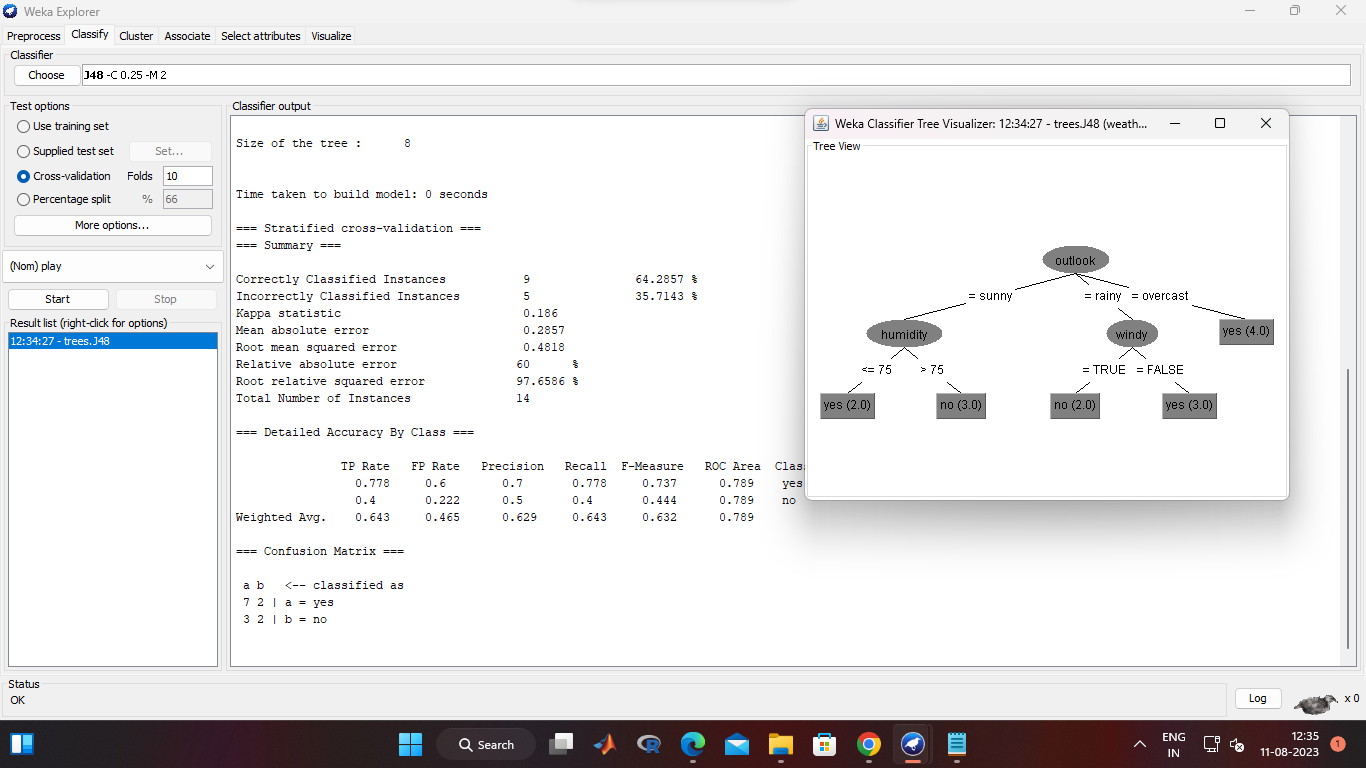 Weka Explorer
Preprocess Classify Cluster Associate Select attributes Visualize
Classifier
Choose J48 -C 0.25 -M 2
Test options
Use training set
Supplied test set Set...
Cross-validation Folds 10
Percentage split % 66
More options...
(Nom) play
Start Stop
Result list (right-click for options)
12:34:27 - trees.J48
Classifier output
Size of the tree : 8
Time taken to build model: 0 seconds
=== Stratified cross-validation ===
=== Summary ===
Correctly Classified Instances 9 64.2857 %
Incorrectly Classified Instances 5 35.7143 %
Kappa statistic 0.186
Mean absolute error 0.2857
Root mean squared error 0.4818
Relative absolute error 60 %
Root relative squared error 97.6586 %
Total Number of Instances 14
=== Detailed Accuracy By Class ===
TP Rate FP Rate Precision Recall F-Measure ROC Area Clas
0.778 0.6 0.7 0.778 0.737 0.789 yes
0.4 0.222 0.5 0.4 0.444 0.789 no
Weighted Avg. 0.643 0.465 0.629 0.643 0.632 0.789
=== Confusion Matrix ===
a b <-- classified as
7 2 | a = yes
3 2 | b = no
Weka Classifier Tree Visualizer: 12:34:27 - trees.J48 (weath...
Tree View
outlook
= sunny = rainy = overcast
humidity windy yes (4.0)
<= 75 > 75 = TRUE = FALSE
yes (2.0) no (3.0) no (2.0) yes (3.0)
Status
OK
Log x 0
Search
ENG
IN
12:35
11-08-2023
1